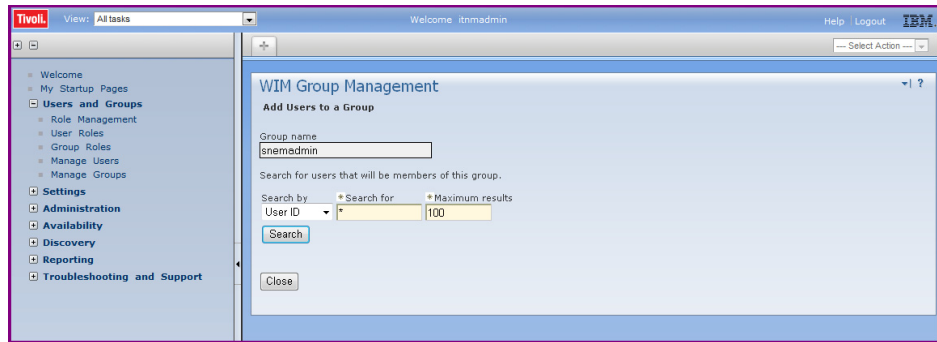 Tivoli. View: All tasks Welcome itnmadmin Help Logout IBM.
--- Select Action ---
Welcome
My Startup Pages
Users and Groups
Role Management
User Roles
Group Roles
Manage Users
Manage Groups
Settings
Administration
Availability
Discovery
Reporting
Troubleshooting and Support
WIM Group Management ?
Add Users to a Group
Group name
snemadmin
Search for users that will be members of this group.
Search by *Search for *Maximum results
User ID * 100
Search
Close